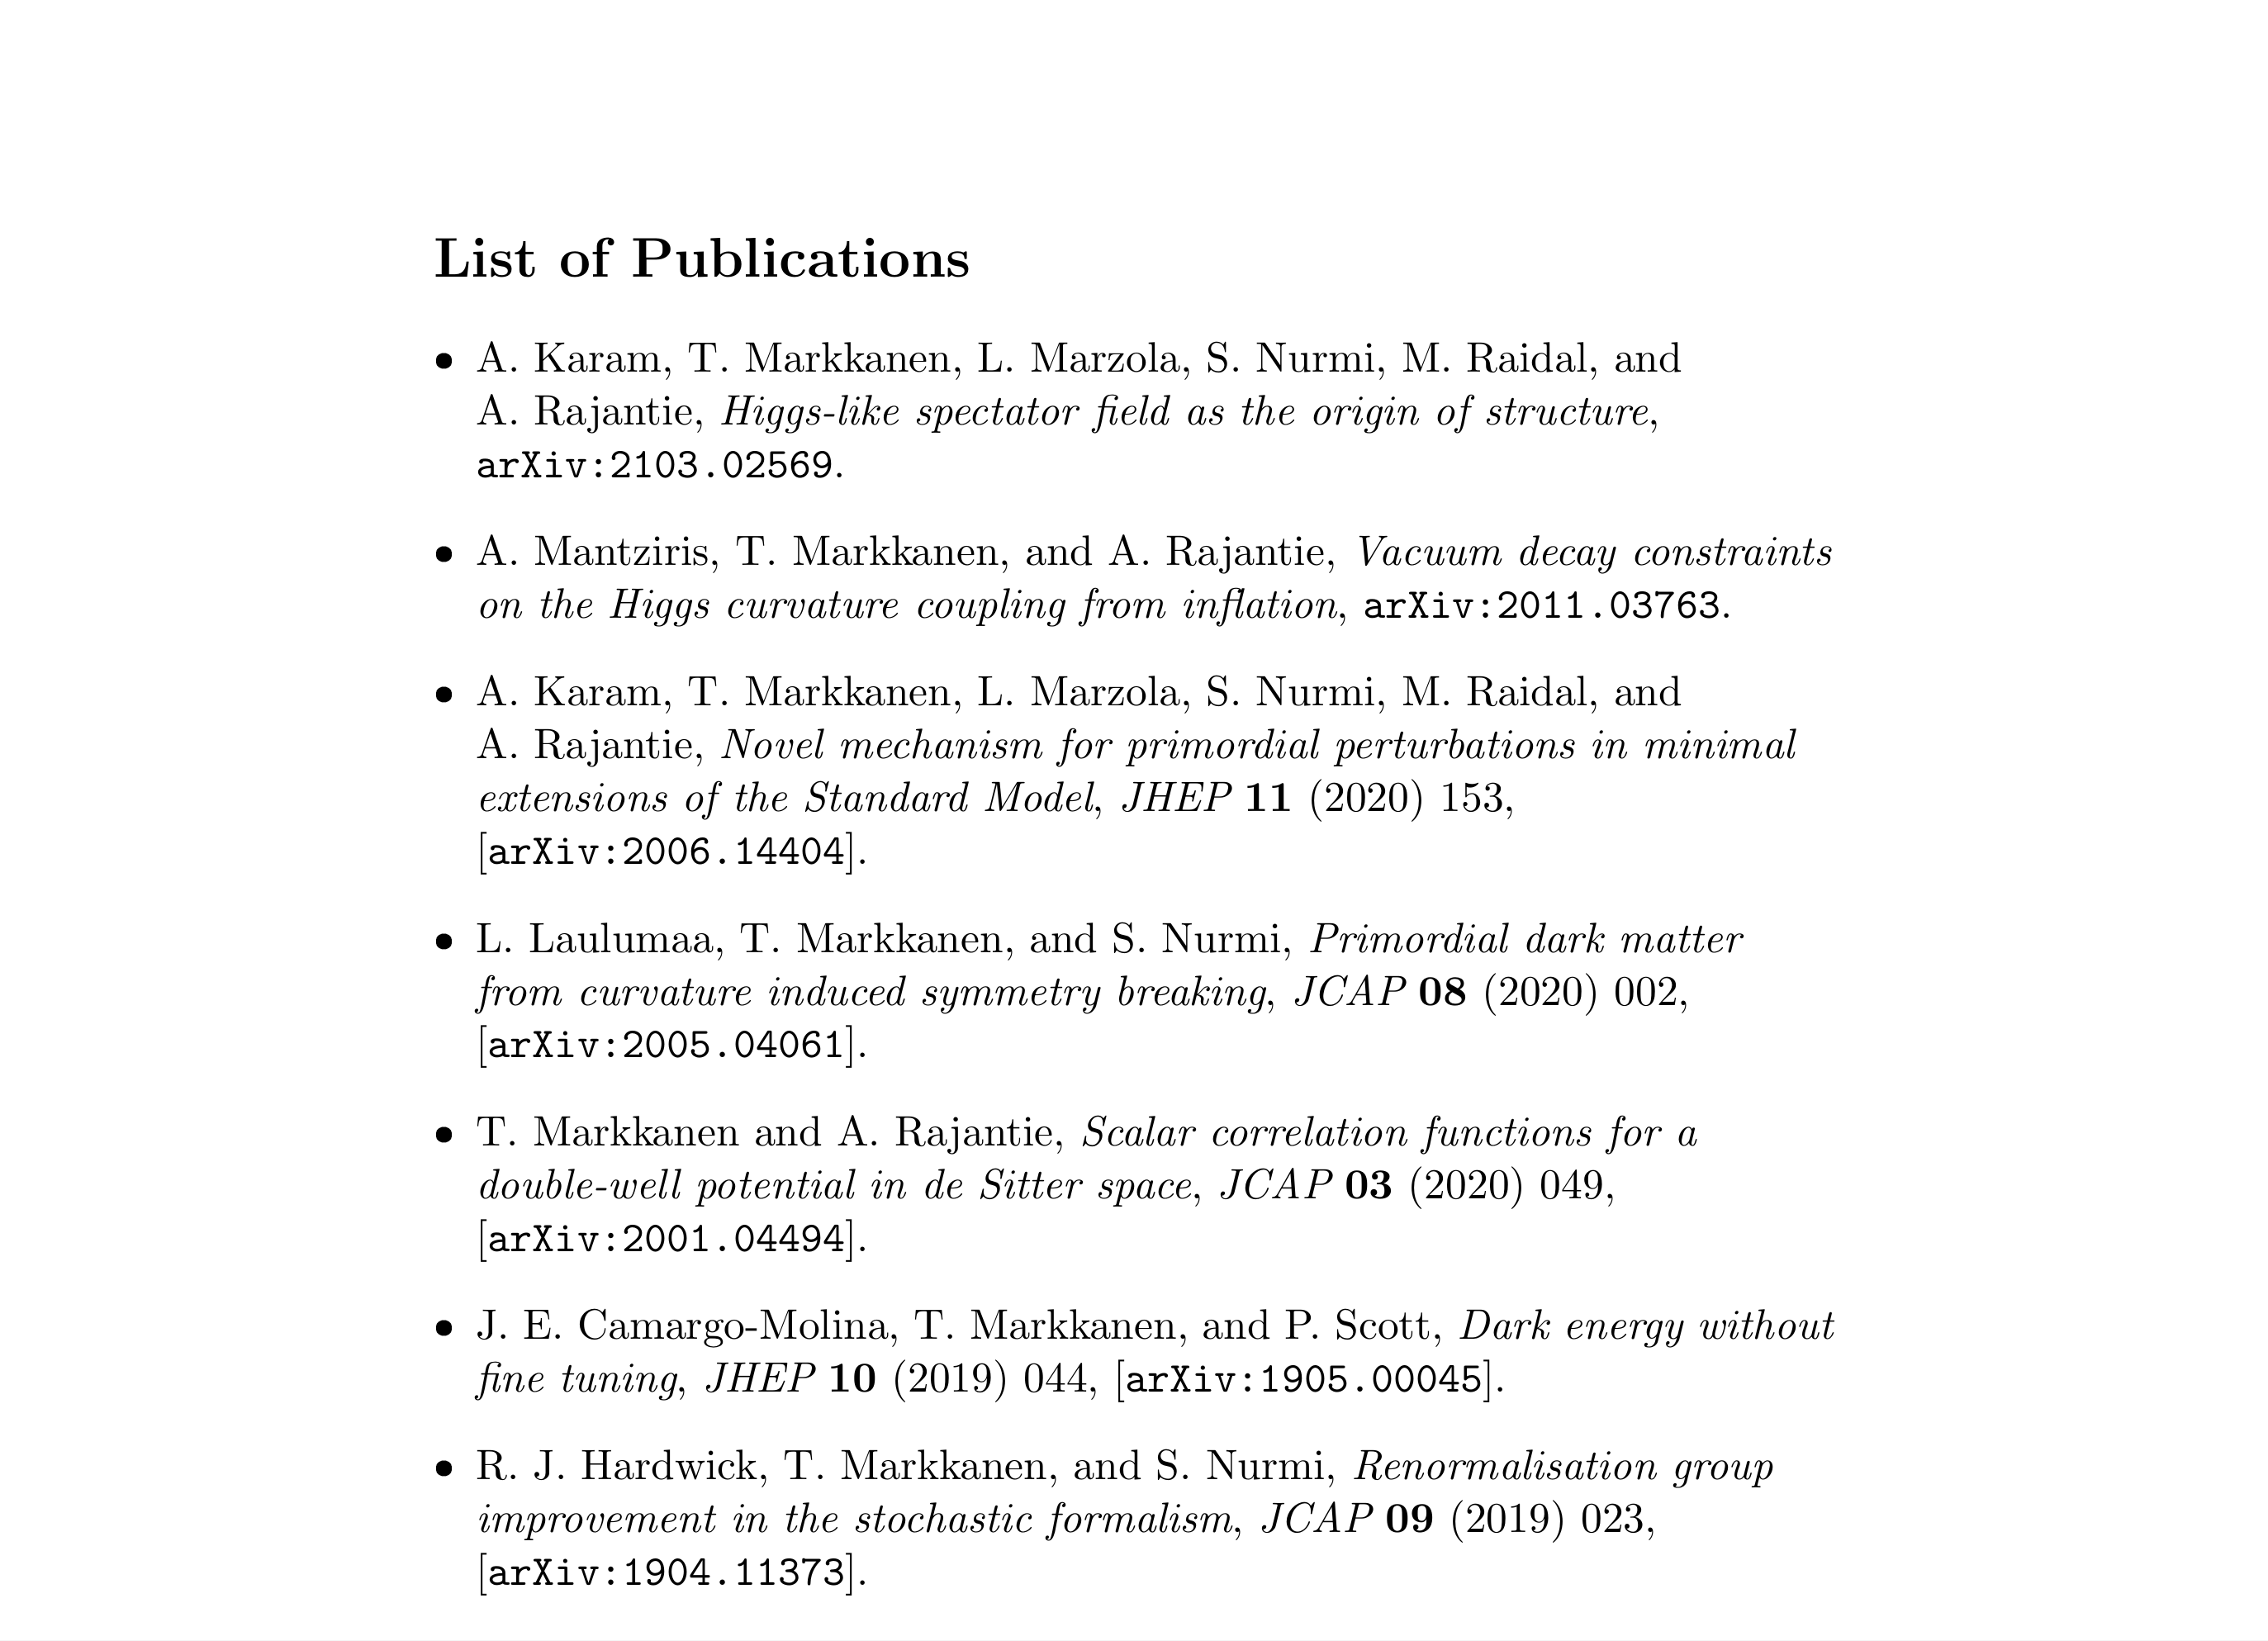 List of Publications
• A. Karam, T. Markkanen, L. Marzola, S. Nurmi, M. Raidal, and
A. Rajantie, Higgs-like spectator field as the origin of structure,
arXiv:2103.02569.
• A. Mantziris, T. Markkanen, and A. Rajantie, Vacuum decay constraints
on the Higgs curvature coupling from inflation, arXiv:2011.03763.
• A. Karam, T. Markkanen, L. Marzola, S. Nurmi, M. Raidal, and
A. Rajantie, Novel mechanism for primordial perturbations in minimal
extensions of the Standard Model, JHEP 11 (2020) 153,
[arXiv:2006.14404].
• L. Laulumaa, T. Markkanen, and S. Nurmi, Primordial dark matter
from curvature induced symmetry breaking, JCAP 08 (2020) 002,
[arXiv:2005.04061].
• T. Markkanen and A. Rajantie, Scalar correlation functions for a
double-well potential in de Sitter space, JCAP 03 (2020) 049,
[arXiv:2001.04494].
• J. E. Camargo-Molina, T. Markkanen, and P. Scott, Dark energy without
fine tuning, JHEP 10 (2019) 044, [arXiv:1905.00045].
• R. J. Hardwick, T. Markkanen, and S. Nurmi, Renormalisation group
improvement in the stochastic formalism, JCAP 09 (2019) 023,
[arXiv:1904.11373].